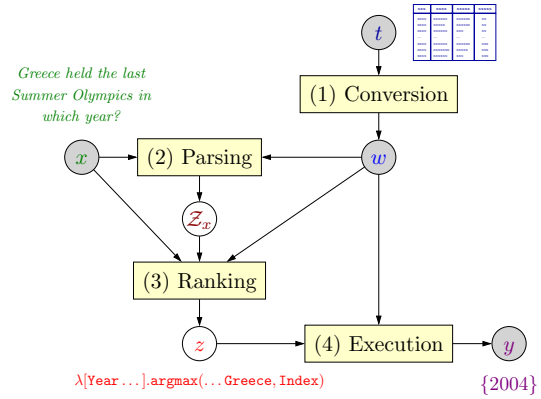 t
(1) Conversion
Greece held the last
Summer Olympics in
which year?
x
(2) Parsing
w
𝒵ₓ
(3) Ranking
z
(4) Execution
y
λ[Year ...].argmax(...Greece, Index)
{2004}